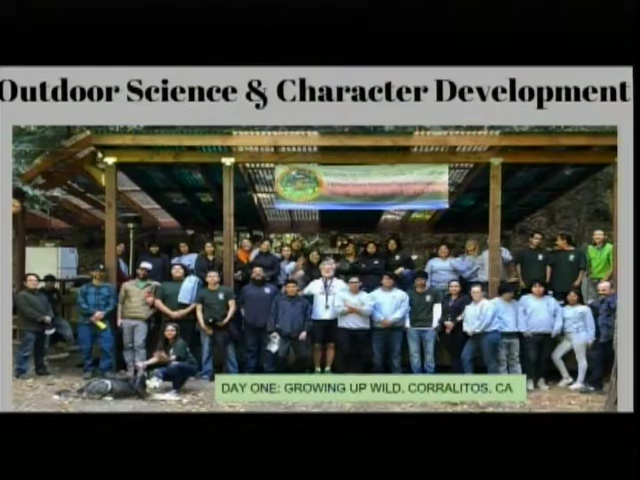 Outdoor Science & Character Development
DAY ONE: GROWING UP WILD, CORRALITOS, CA